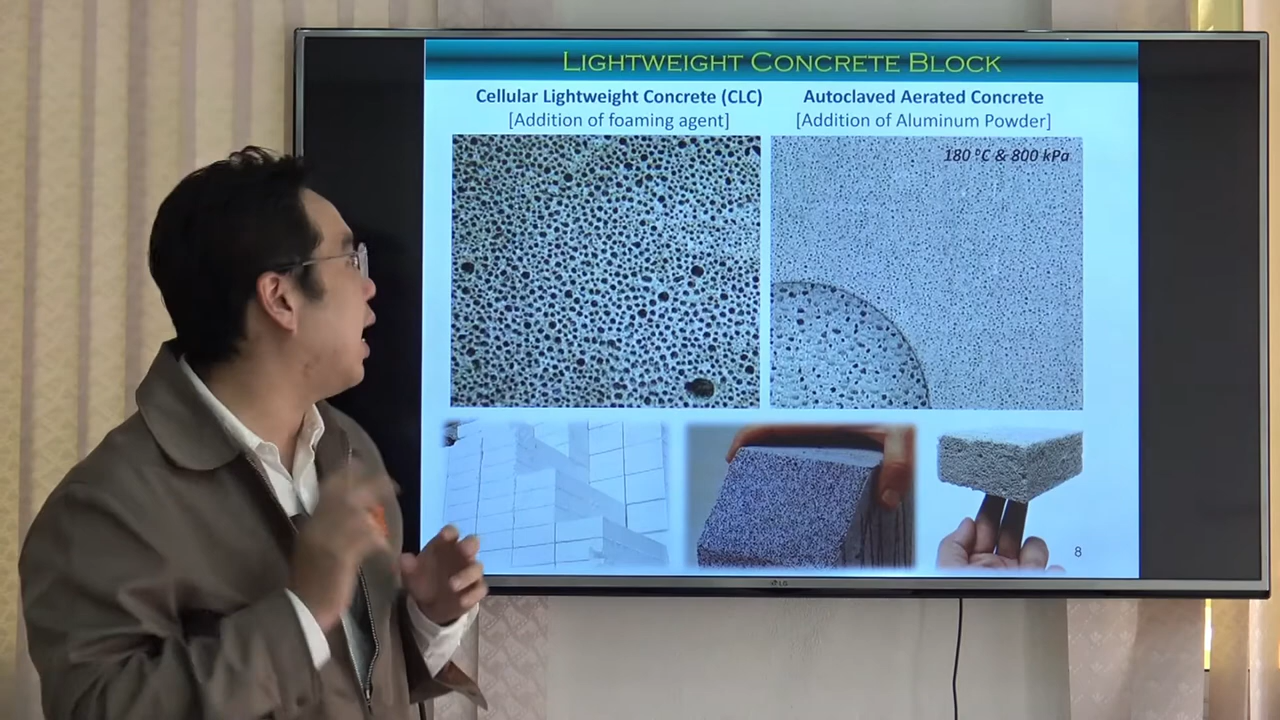 LIGHTWEIGHT CONCRETE BLOCK
Cellular Lightweight Concrete (CLC)
[Addition of foaming agent]
Autoclaved Aerated Concrete
[Addition of Aluminum Powder]
180 °C & 800 kPa
8
LG